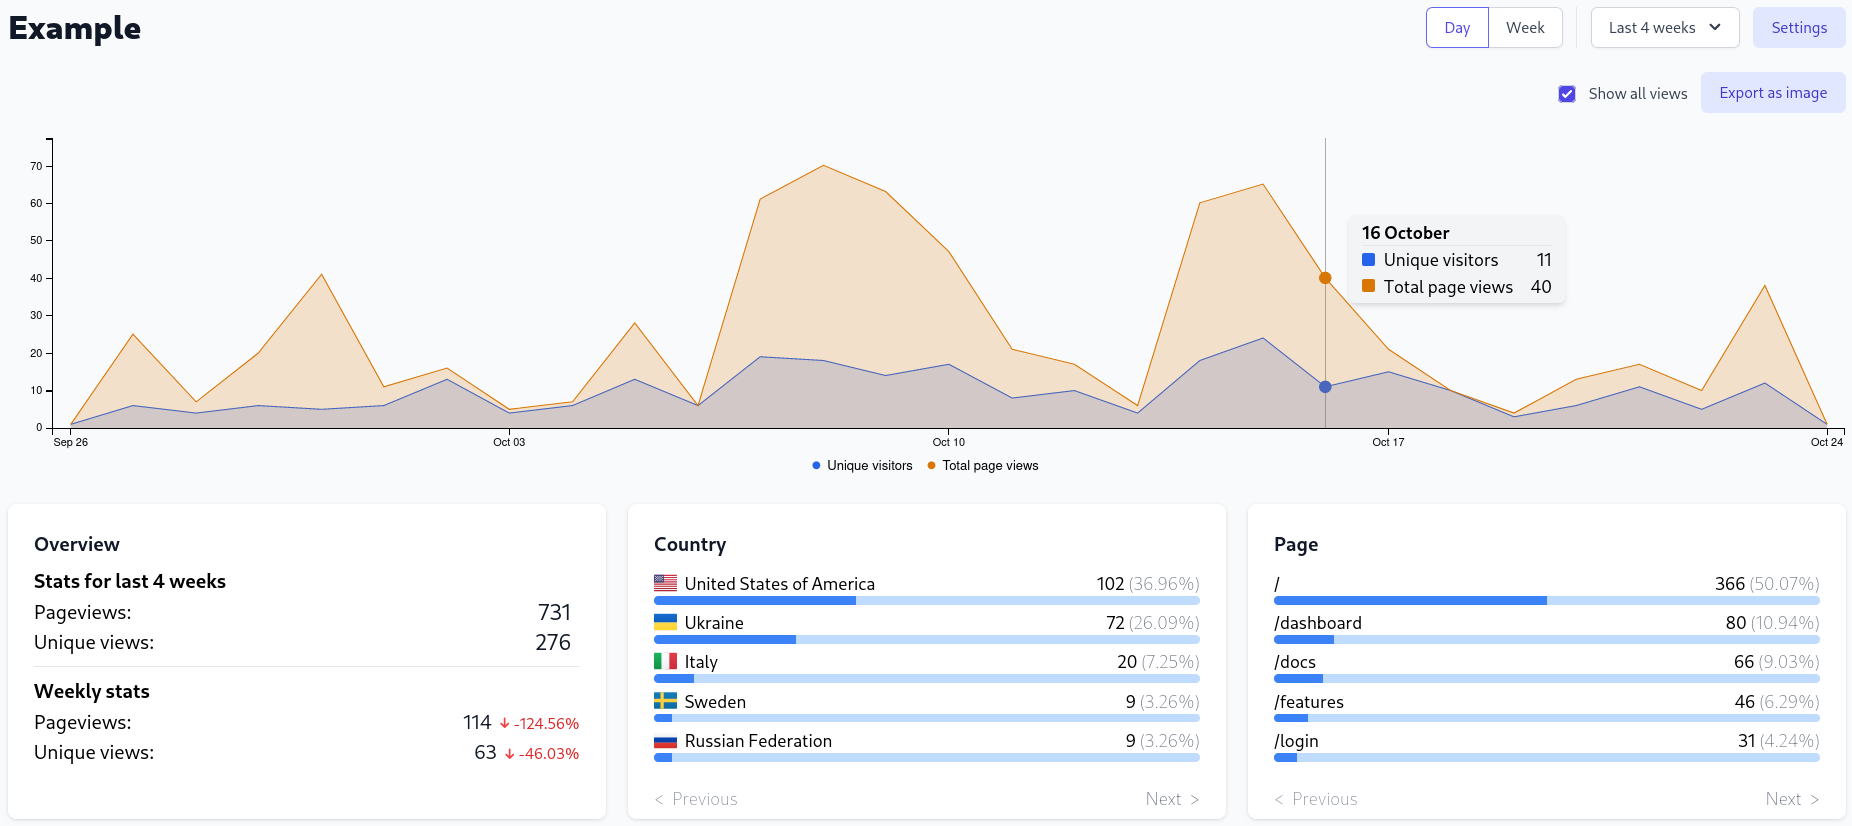 Example
Day Week Last 4 weeks Settings
Show all views Export as image
70
60
50
40
30
20
10
0
16 October
Unique visitors 11
Total page views 40
Sep 26 Oct 03 Oct 10 Oct 17 Oct 24
Unique visitors Total page views
Overview
Stats for last 4 weeks
Pageviews: 731
Unique views: 276
Weekly stats
Pageviews: 114 ↓ -124.56%
Unique views: 63 ↓ -46.03%
Country
United States of America 102 (36.96%)
Ukraine 72 (26.09%)
Italy 20 (7.25%)
Sweden 9 (3.26%)
Russian Federation 9 (3.26%)
< Previous Next >
Page
/ 366 (50.07%)
/dashboard 80 (10.94%)
/docs 66 (9.03%)
/features 46 (6.29%)
/login 31 (4.24%)
< Previous Next >